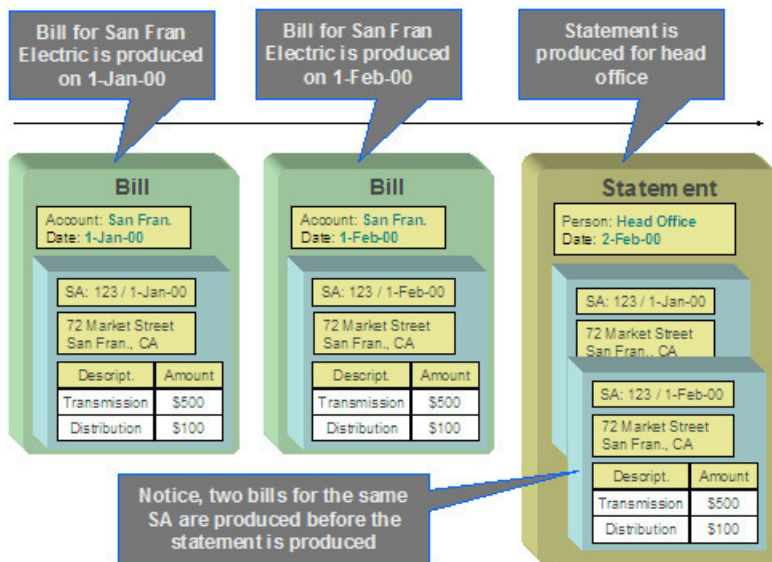 Bill for San Fran
Electric is produced
on 1-Jan-00
Bill for San Fran
Electric is produced
on 1-Feb-00
Statement is
produced for head
office
Bill
Account: San Fran.
Date: 1-Jan-00
SA: 123 / 1-Jan-00
72 Market Street
San Fran., CA
Descript. Amount
Transmission $500
Distribution $100
Bill
Account: San Fran.
Date: 1-Feb-00
SA: 123 / 1-Feb-00
72 Market Street
San Fran., CA
Descript. Amount
Transmission $500
Distribution $100
Statement
Person: Head Office
Date: 2-Feb-00
SA: 123 / 1-Jan-00
72 Market Street
San Fran., CA
SA: 123 / 1-Feb-00
72 Market Street
San Fran., CA
Descript. Amount
Transmission $500
Distribution $100
Notice, two bills for the same
SA are produced before the
statement is produced